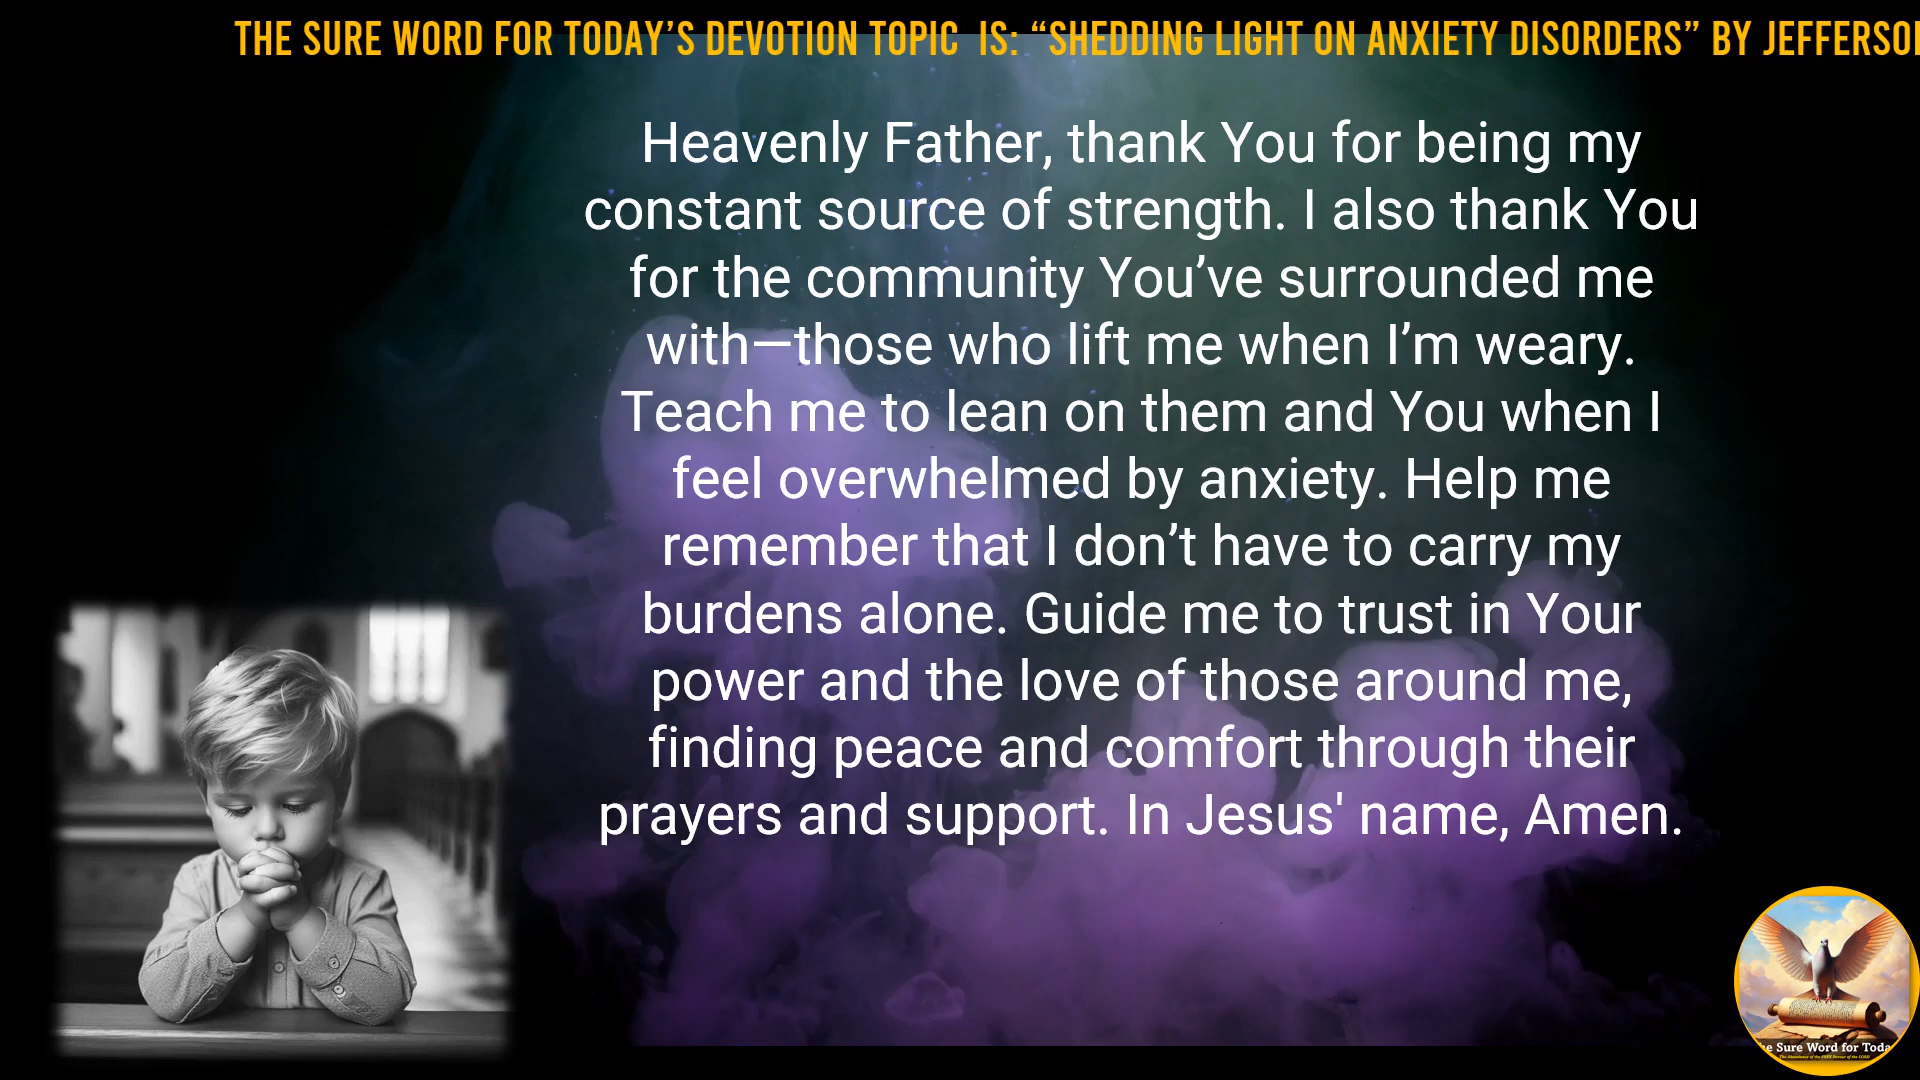 THE SURE WORD FOR TODAY’S DEVOTION TOPIC IS: “SHEDDING LIGHT ON ANXIETY DISORDERS” BY JEFFERSO
Heavenly Father, thank You for being my
constant source of strength. I also thank You
for the community You’ve surrounded me
with—those who lift me when I’m weary.
Teach me to lean on them and You when I
feel overwhelmed by anxiety. Help me
remember that I don’t have to carry my
burdens alone. Guide me to trust in Your
power and the love of those around me,
finding peace and comfort through their
prayers and support. In Jesus' name, Amen.
e Sure Word for Toda